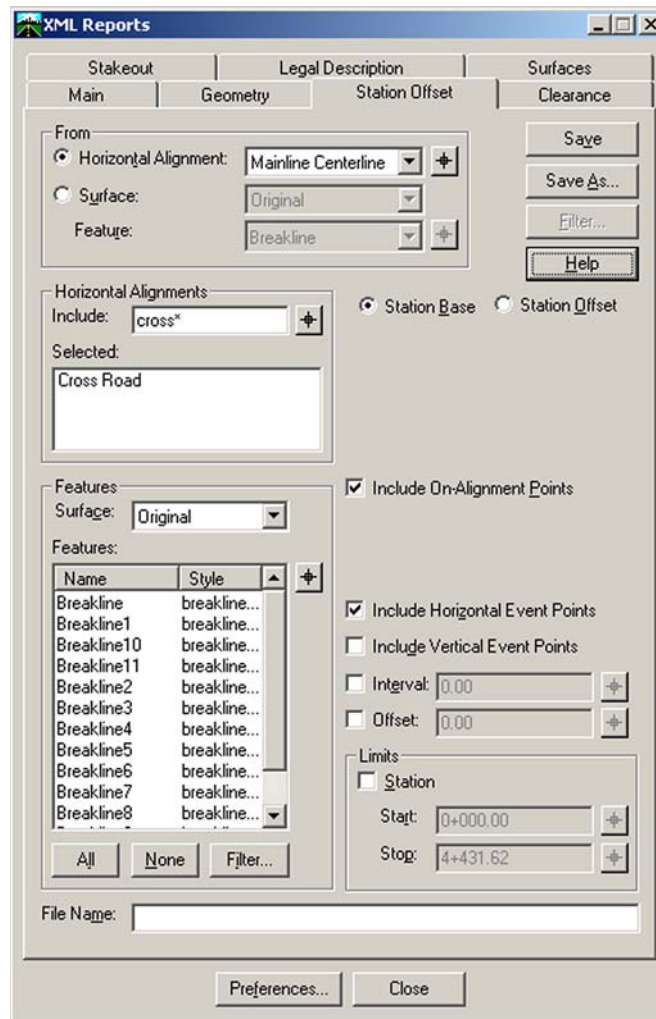 XML Reports
Stakeout Legal Description Surfaces
Main Geometry Station Offset Clearance
From
Horizontal Alignment: Mainline Centerline
Surface: Original
Feature: Breakline
Save
Save As...
Filter...
Help
Horizontal Alignments
Include: cross*
Selected:
Cross Road
Station Base Station Offset
Features
Surface: Original
Features:
Name Style
Breakline breakline...
Breakline1 breakline...
Breakline10 breakline...
Breakline11 breakline...
Breakline2 breakline...
Breakline3 breakline...
Breakline4 breakline...
Breakline5 breakline...
Breakline6 breakline...
Breakline7 breakline...
Breakline8 breakline...
All None Filter...
Include On-Alignment Points
Include Horizontal Event Points
Include Vertical Event Points
Interval: 0.00
Offset: 0.00
Limits
Station
Start: 0+000.00
Stop: 4+431.62
File Name:
Preferences... Close